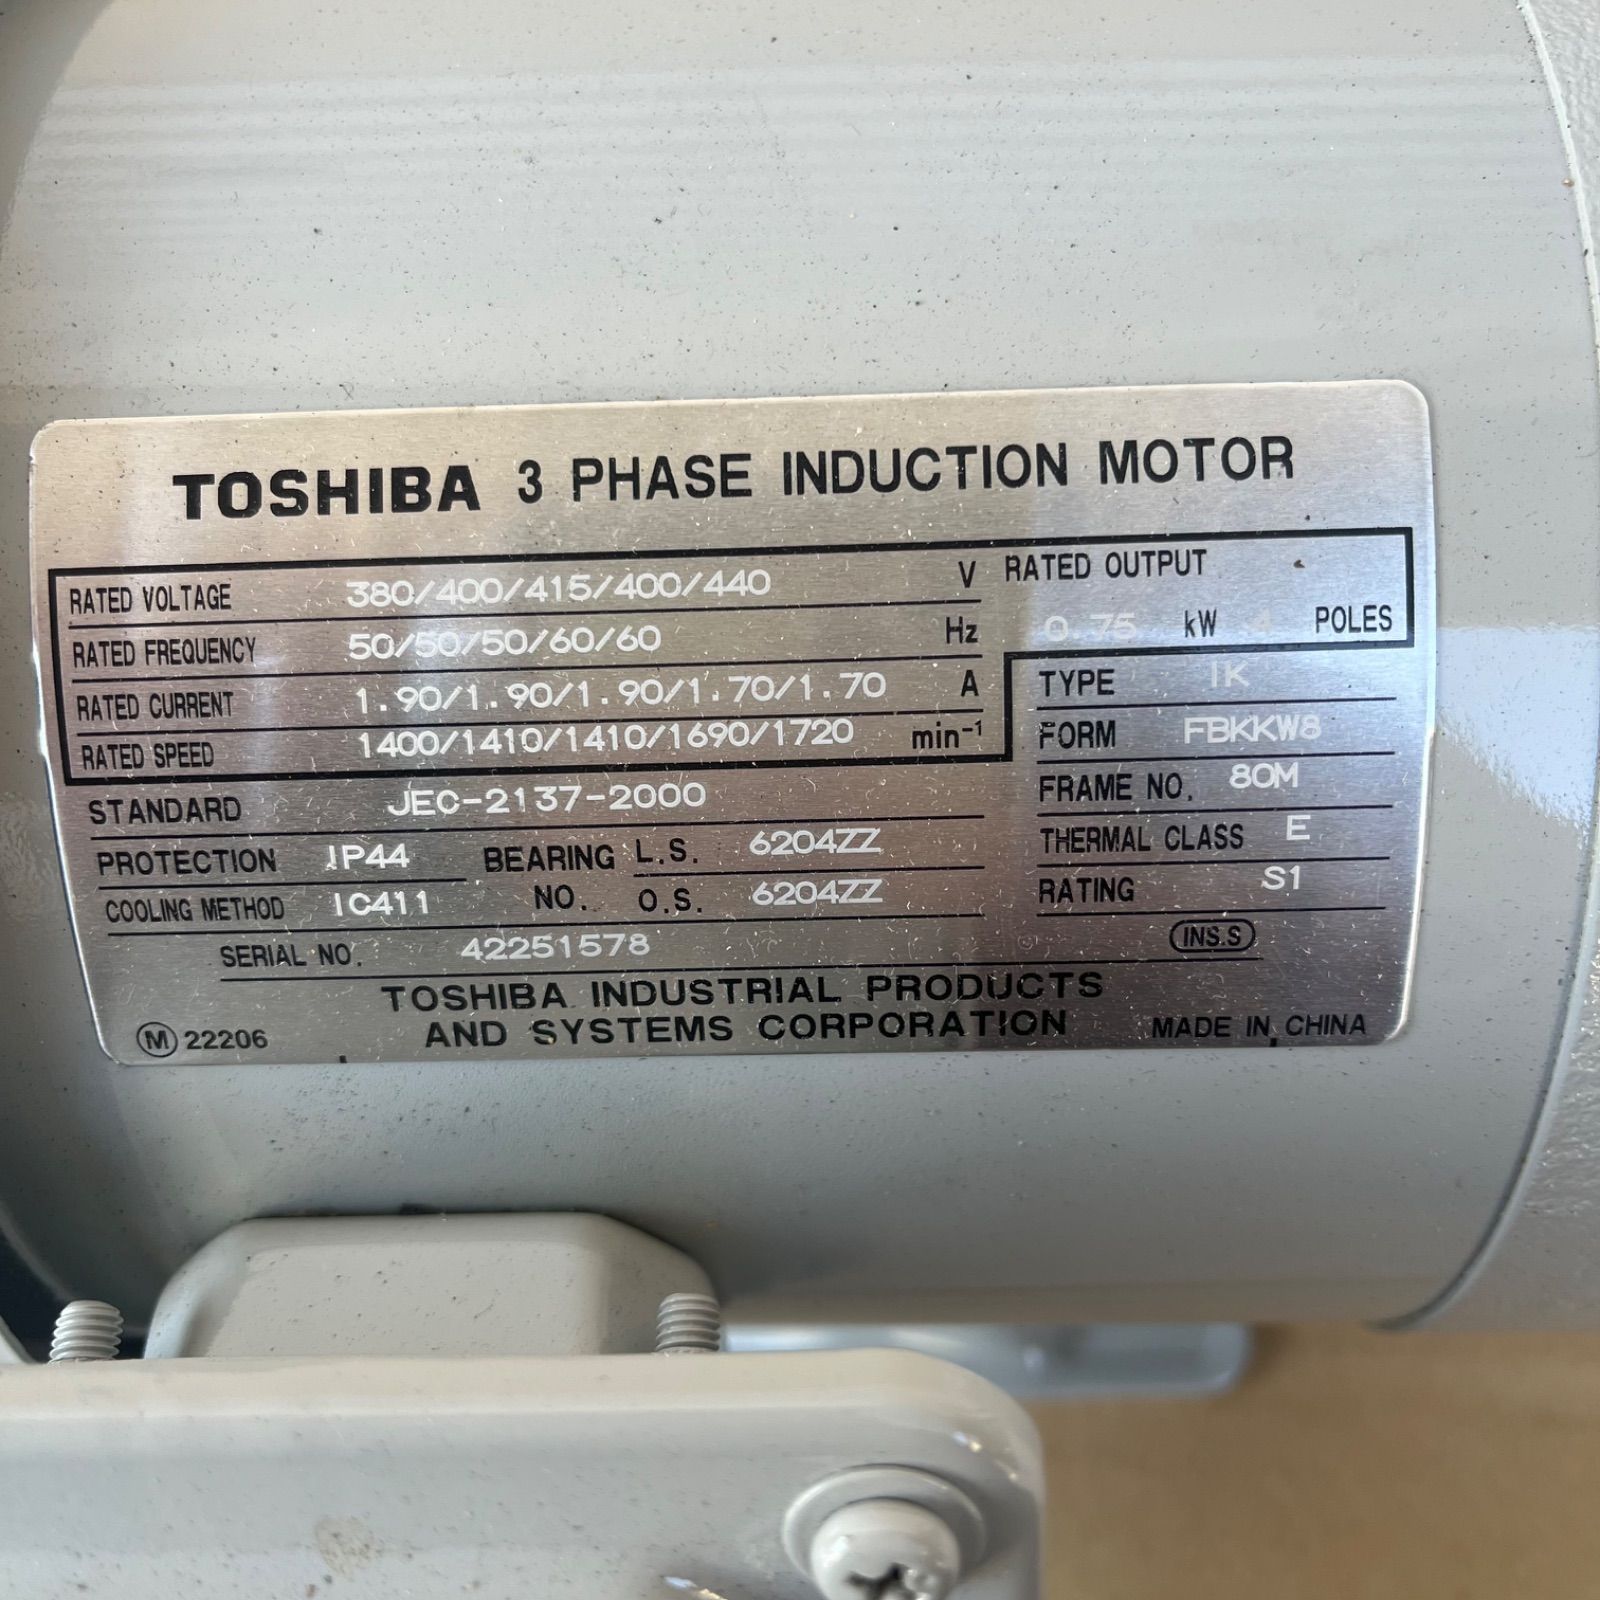 TOSHIBA 3 PHASE INDUCTION MOTOR
RATED VOLTAGE 380/400/415/400/440 V
RATED FREQUENCY 50/50/50/60/60 Hz
RATED CURRENT 1.90/1.90/1.90/1.70/1.70 A
RATED SPEED 1400/1410/1410/1690/1720 min⁻¹
RATED OUTPUT
0.75 kW 4 POLES
TYPE IK
FORM FBKKW8
FRAME NO. 80M
THERMAL CLASS E
RATING S1
STANDARD JEC-2137-2000
PROTECTION IP44 BEARING L.S. 6204ZZ
COOLING METHOD IC411 NO. O.S. 6204ZZ
INS.S
SERIAL NO. 42251578
TOSHIBA INDUSTRIAL PRODUCTS
AND SYSTEMS CORPORATION
Ⓜ 22206
MADE IN CHINA